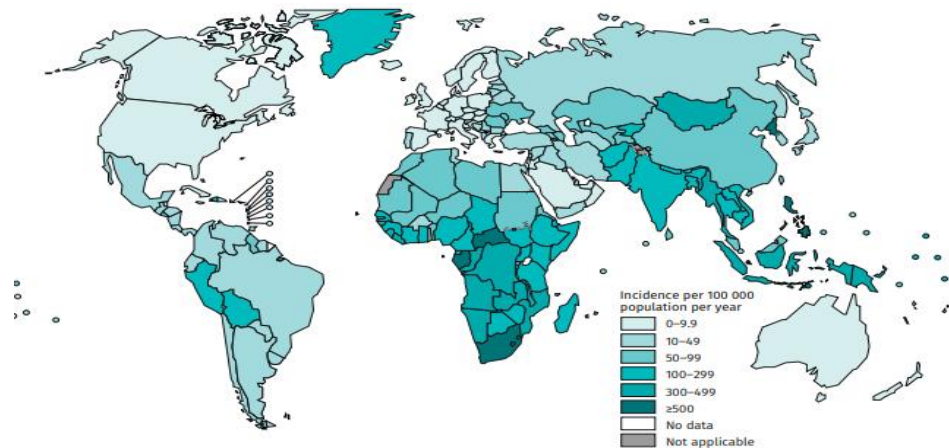 Incidence per 100 000
population per year
0–9.9
10–49
50–99
100–299
300–499
≥500
No data
Not applicable